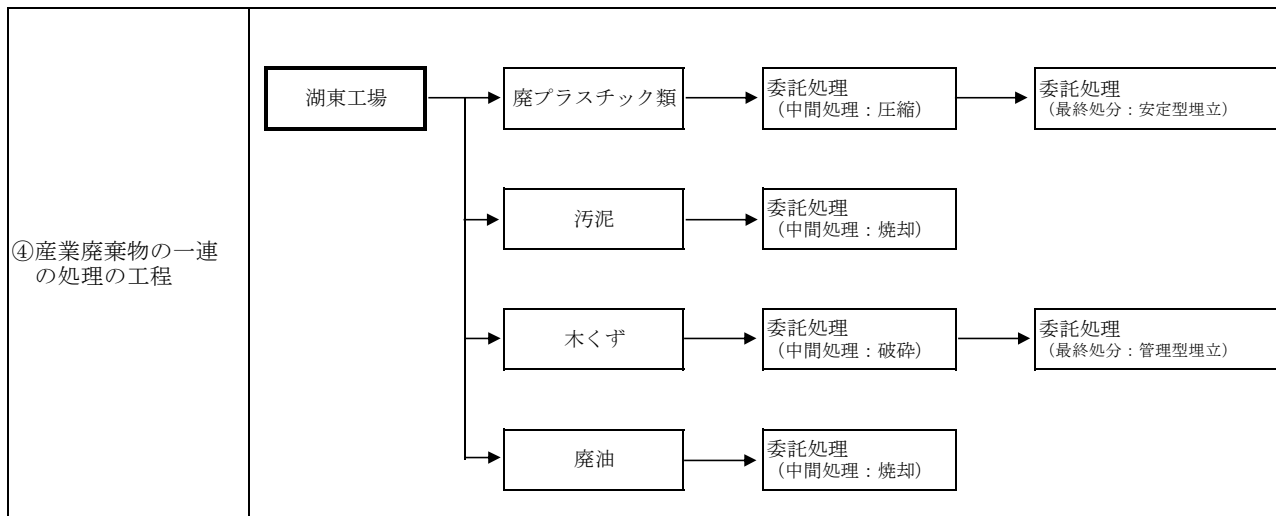 ④産業廃棄物の一連
の処理の工程
湖東工場
廃プラスチック類
委託処理
（中間処理：圧縮）
委託処理
（最終処分：安定型埋立）
汚泥
委託処理
（中間処理：焼却）
木くず
委託処理
（中間処理：破砕）
委託処理
（最終処分：管理型埋立）
廃油
委託処理
（中間処理：焼却）